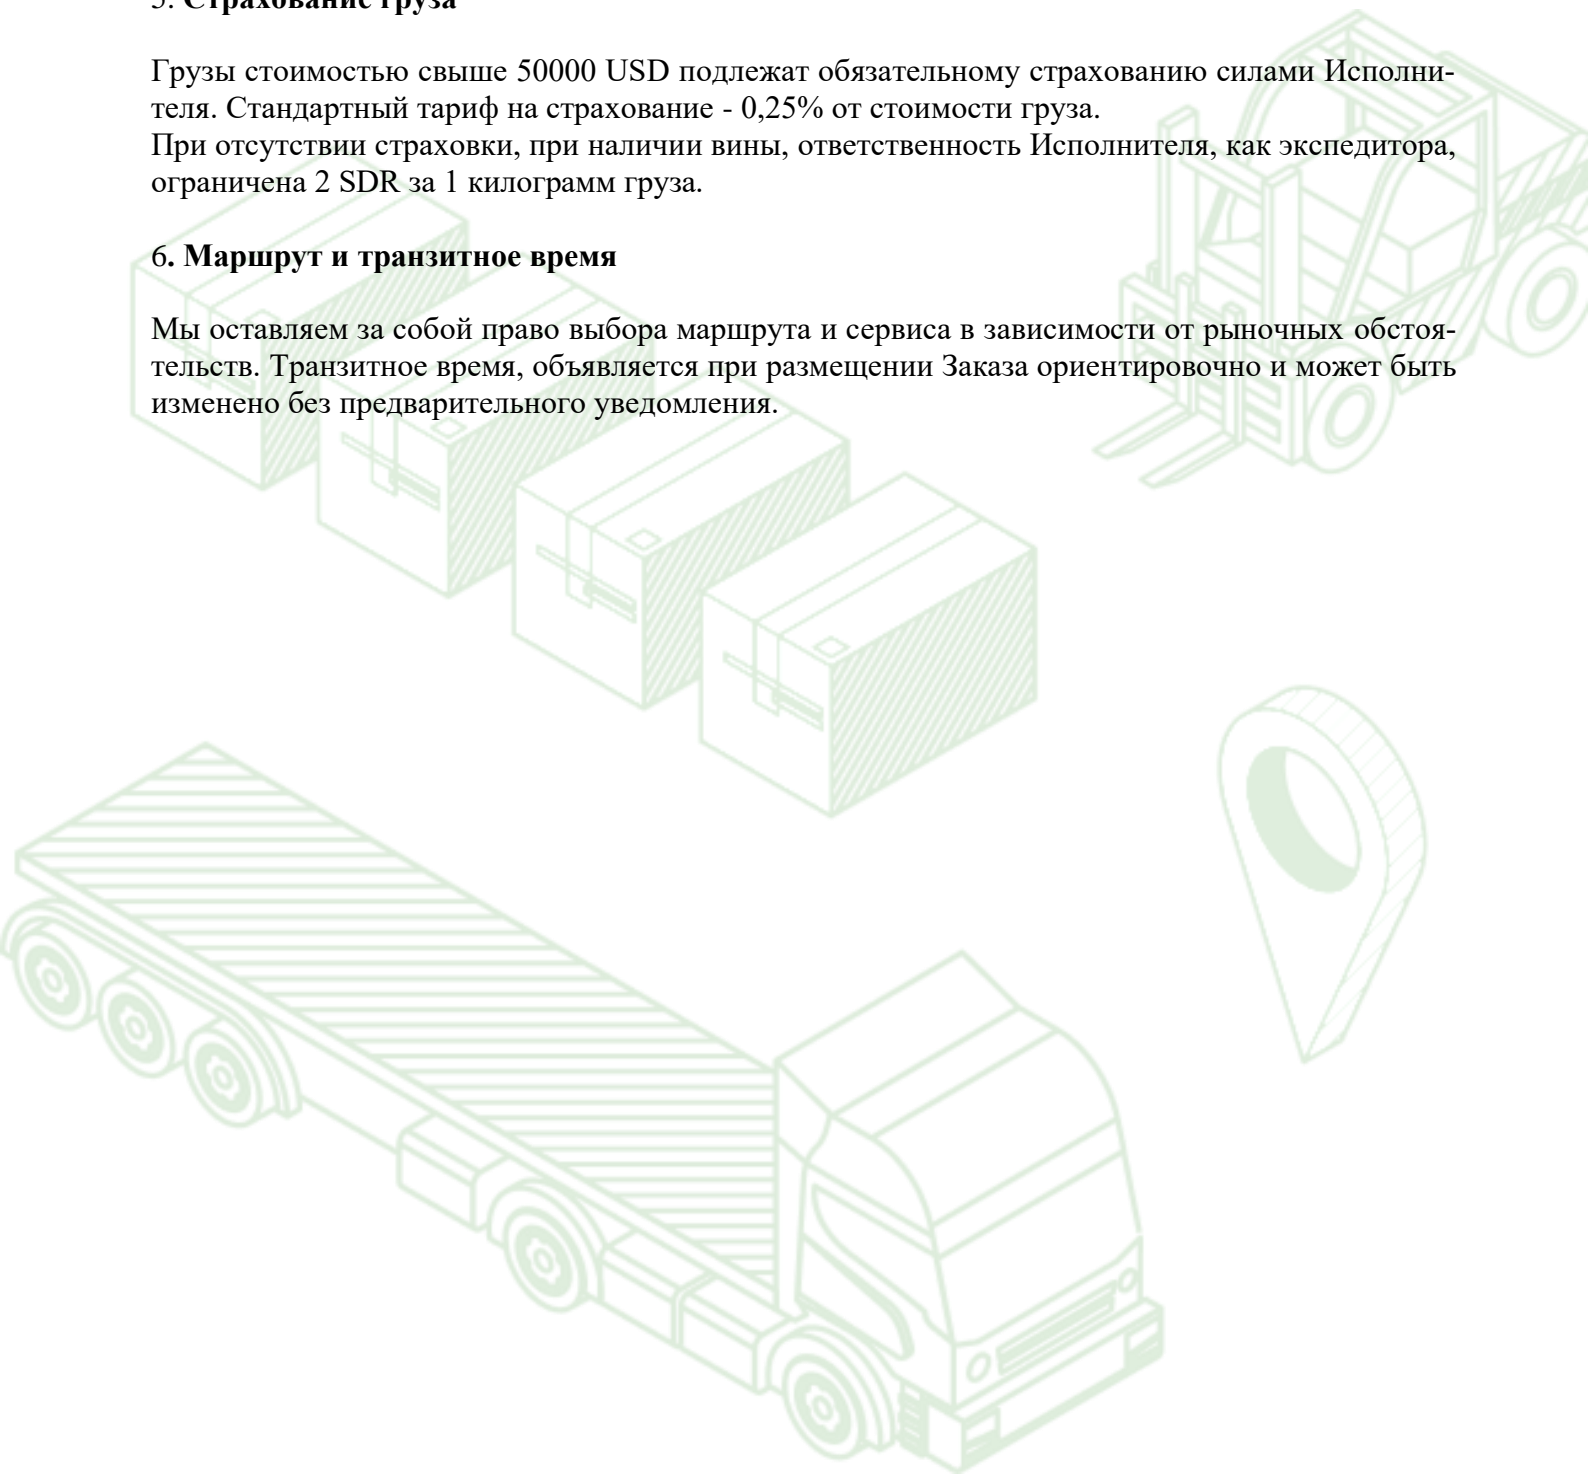 5. Страхование груза
Грузы стоимостью свыше 50000 USD подлежат обязательному страхованию силами Исполни-
теля. Стандартный тариф на страхование - 0,25% от стоимости груза.
При отсутствии страховки, при наличии вины, ответственность Исполнителя, как экспедитора,
ограничена 2 SDR за 1 килограмм груза.
6. Маршрут и транзитное время
Мы оставляем за собой право выбора маршрута и сервиса в зависимости от рыночных обстоя-
тельств. Транзитное время, объявляется при размещении Заказа ориентировочно и может быть
изменено без предварительного уведомления.